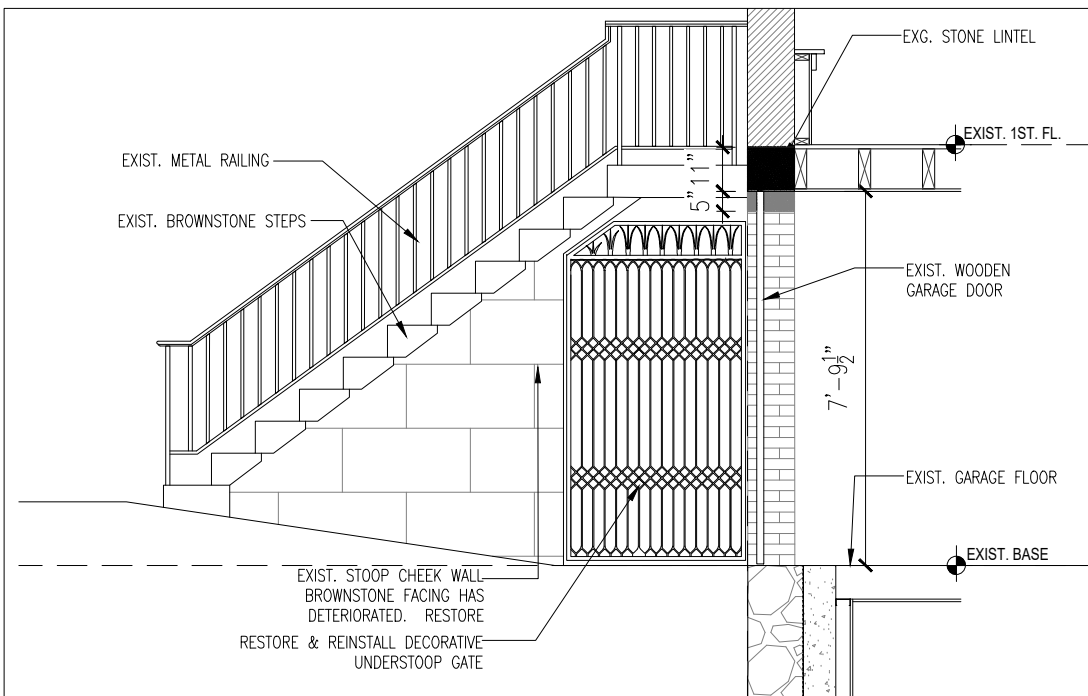 EXG. STONE LINTEL
EXIST. 1ST. FL.
EXIST. METAL RAILING
5" 11"
EXIST. BROWNSTONE STEPS
EXIST. WOODEN
GARAGE DOOR
7'-9 1/2"
EXIST. GARAGE FLOOR
EXIST. BASE
EXIST. STOOP CHEEK WALL
BROWNSTONE FACING HAS
DETERIORATED. RESTORE
RESTORE & REINSTALL DECORATIVE
UNDERSTOOP GATE